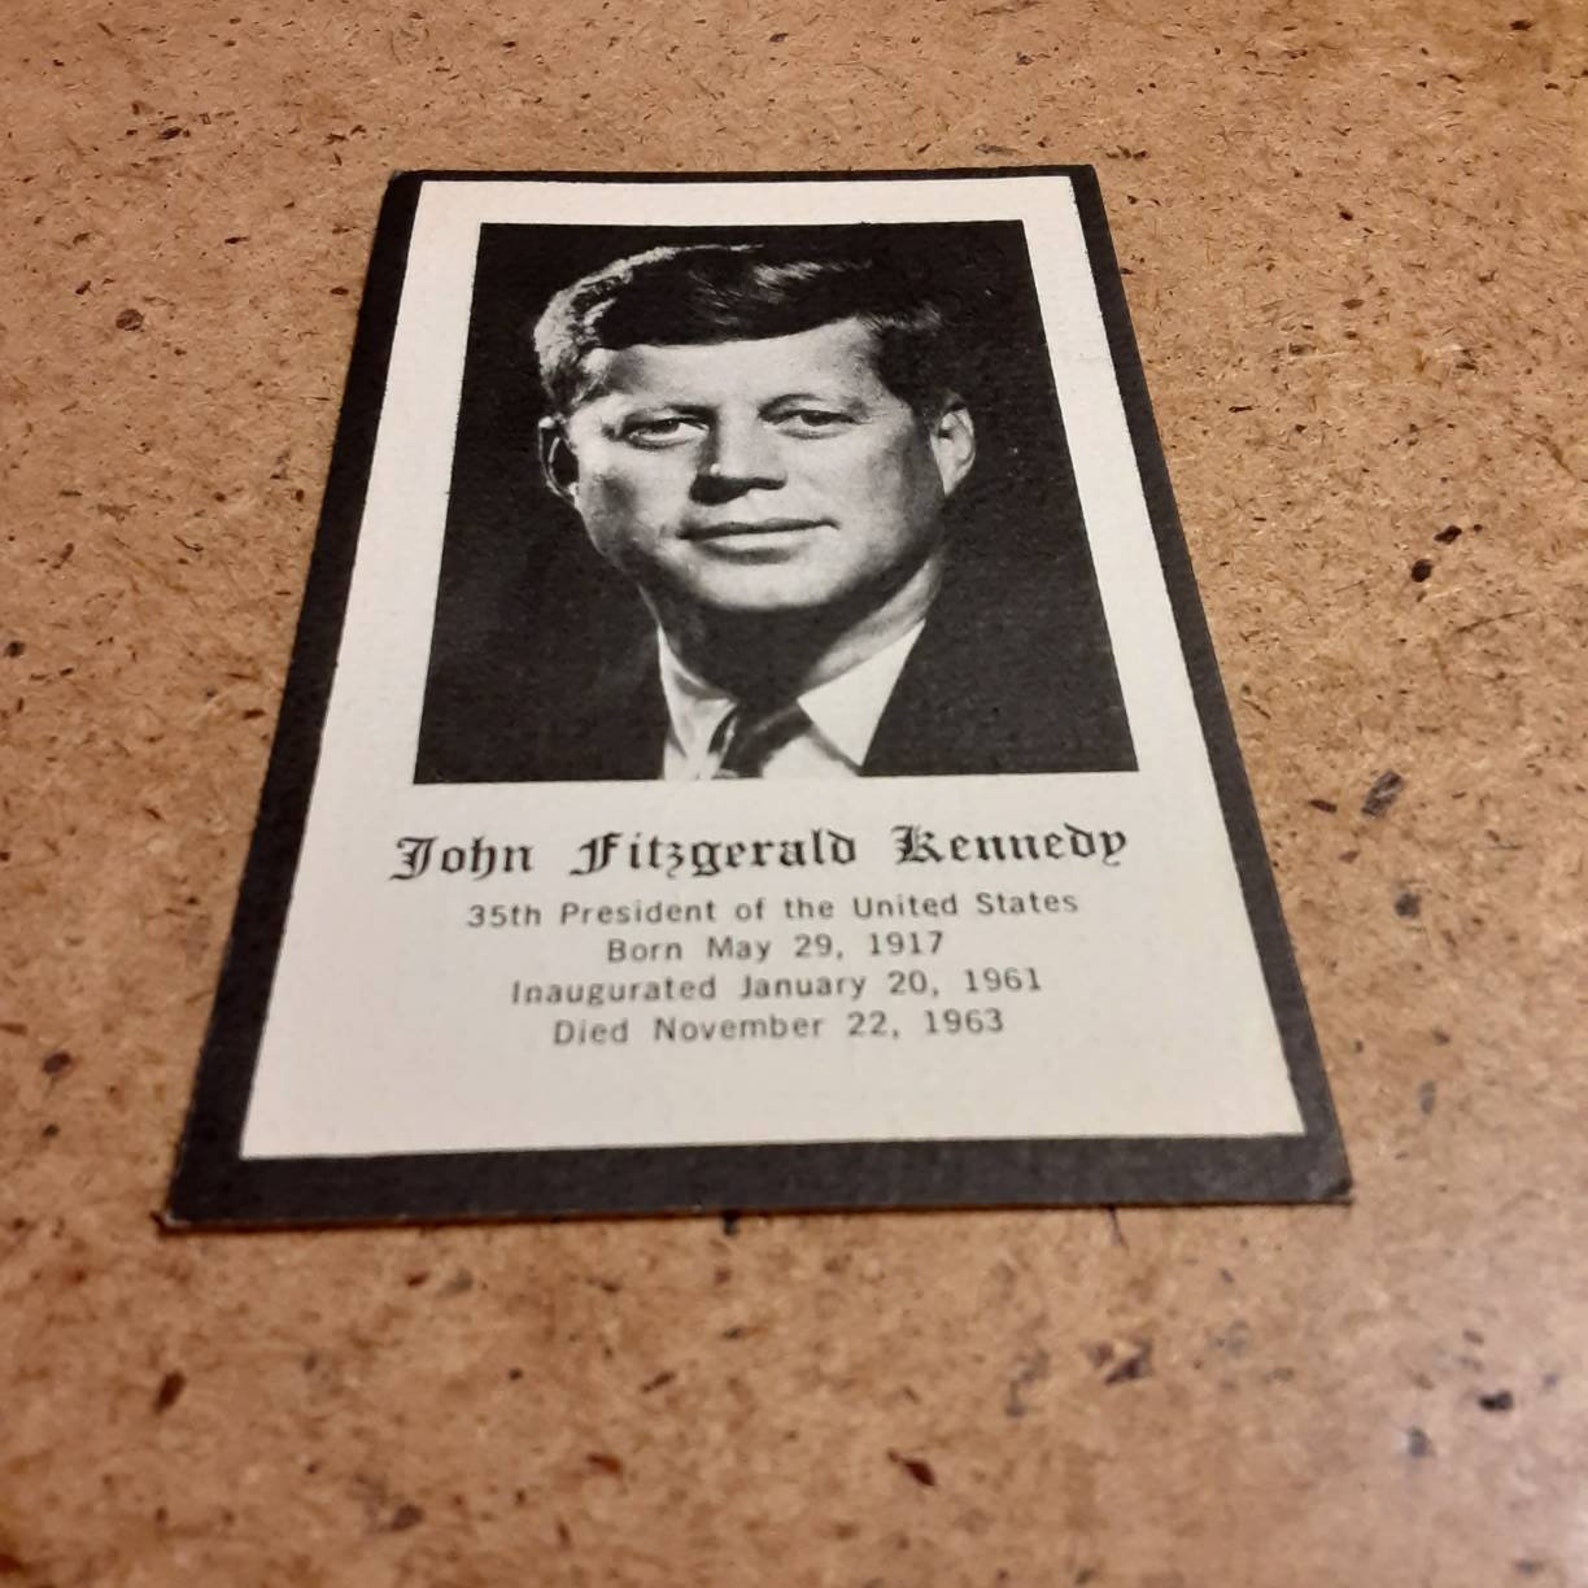 John Fitzgerald Kennedy
35th President of the United States
Born May 29, 1917
Inaugurated January 20, 1961
Died November 22, 1963